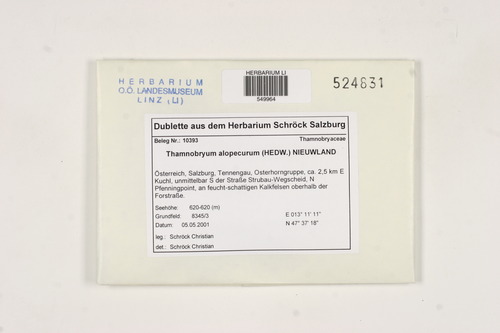 HERBARIUM
O.Ö. LANDESMUSEUM
LINZ (LI)
HERBARIUM LI
549964
524831
Dublette aus dem Herbarium Schröck Salzburg
Beleg Nr.: 10393 Thamnobryaceae
Thamnobryum alopecurum (HEDW.) NIEUWLAND
Österreich, Salzburg, Tennengau, Osterhorngruppe, ca. 2,5 km E
Kuchl, unmittelbar S der Straße Strubau-Wegscheid, N
Pfenningpoint, an feucht-schattigen Kalkfelsen oberhalb der
Forstraße.
Seehöhe: 620-620 (m) E 013° 11' 11"
Grundfeld: 8345/3
Datum: 05.05.2001 N 47° 37' 18"
leg.: Schröck Christian
det.: Schröck Christian